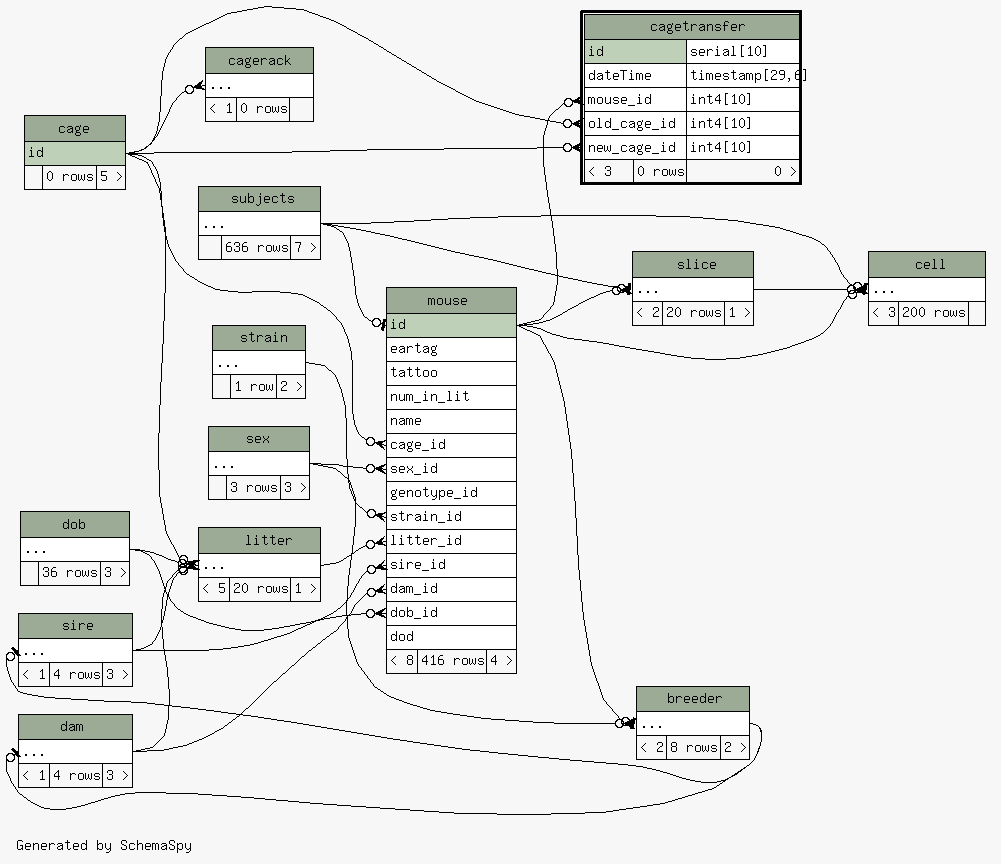 cagetransfer
id serial[10]
dateTime timestamp[29,6]
mouse_id int4[10]
old_cage_id int4[10]
new_cage_id int4[10]
< 3 0 rows 0 >
cagerack
...
< 1 0 rows
cage
id
0 rows 5 >
subjects
...
636 rows 7 >
slice
...
< 2 20 rows 1 >
cell
...
< 3 200 rows
mouse
id
eartag
tattoo
num_in_lit
name
cage_id
sex_id
genotype_id
strain_id
litter_id
sire_id
dam_id
dob_id
dod
< 8 416 rows 4 >
strain
...
1 row 2 >
sex
...
3 rows 3 >
dob
...
36 rows 3 >
litter
...
< 5 20 rows 1 >
sire
...
< 1 4 rows 3 >
dam
...
< 1 4 rows 3 >
breeder
...
< 2 8 rows 2 >
Generated by SchemaSpy